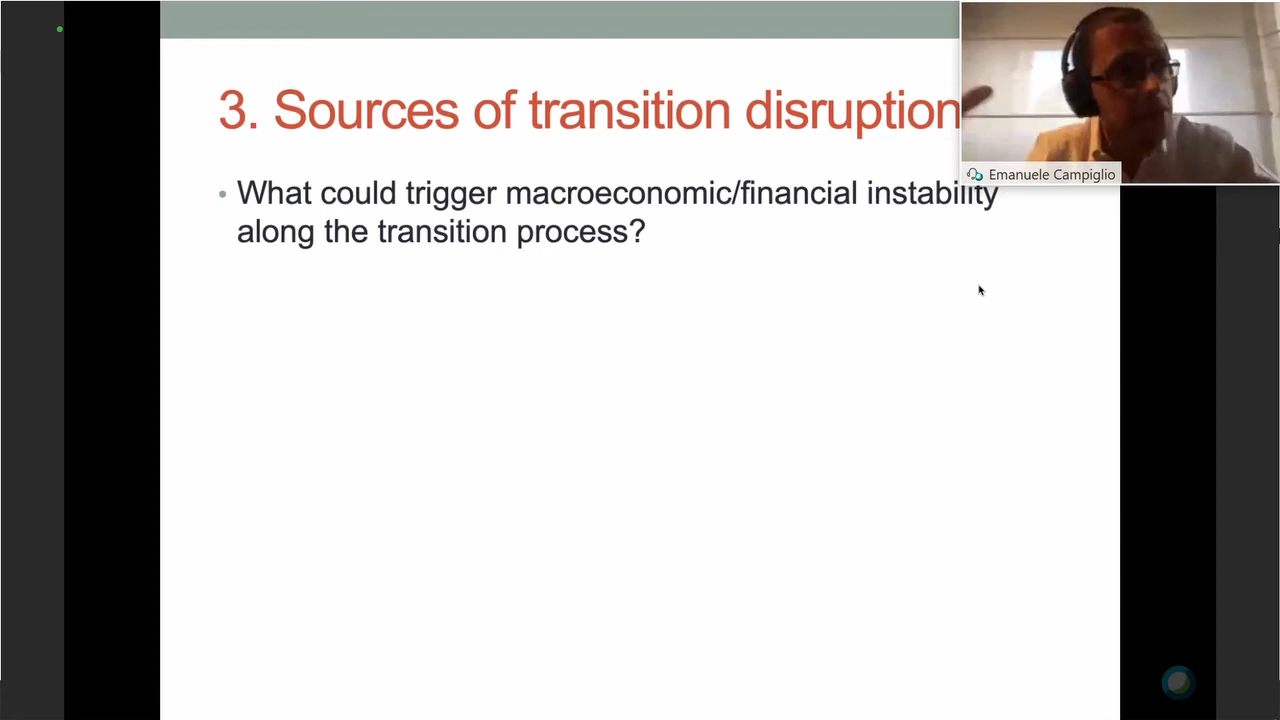 3. Sources of transition disruption
Emanuele Campiglio
• What could trigger macroeconomic/financial instability
along the transition process?